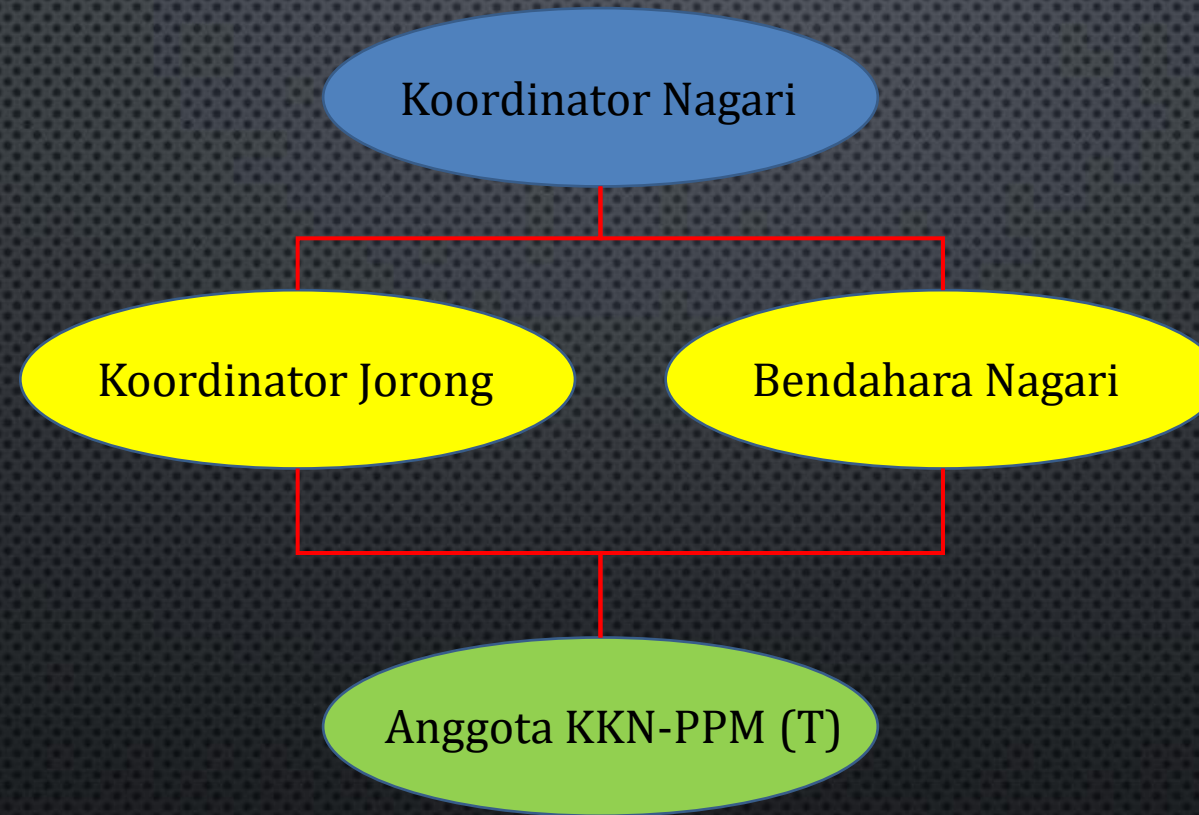 Koordinator Nagari
Koordinator Jorong
Bendahara Nagari
Anggota KKN-PPM (T)